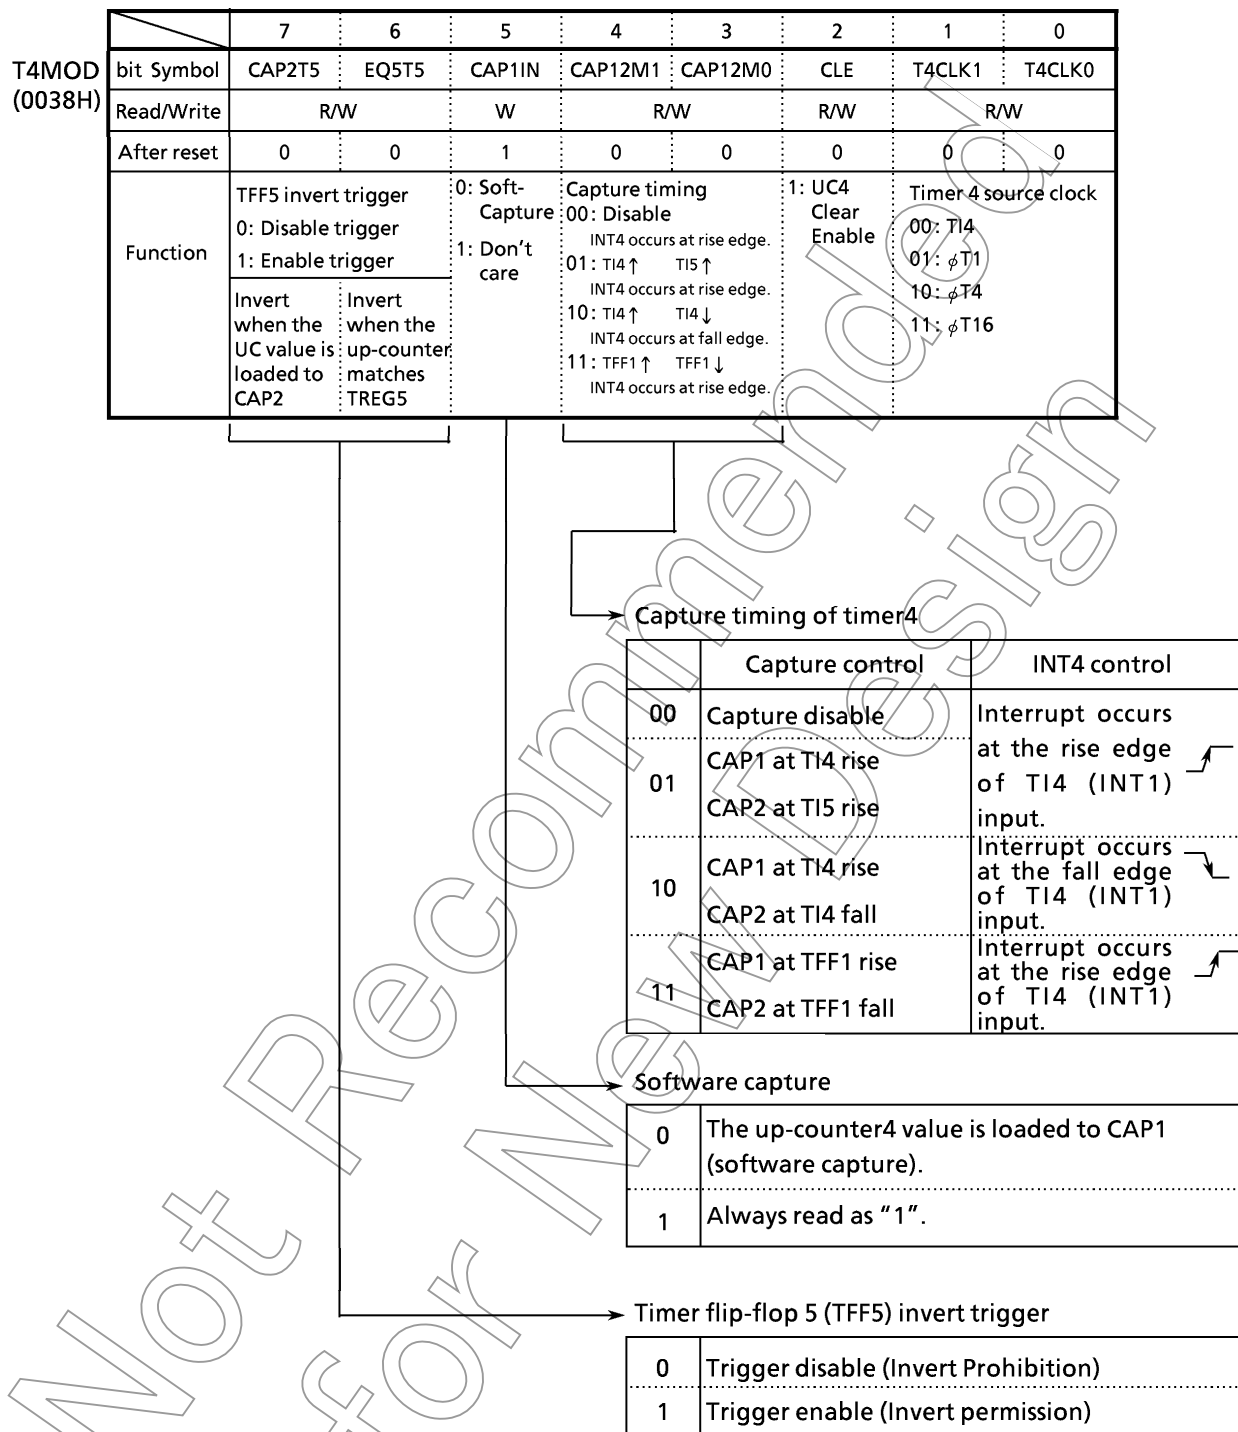 7 6 5 4 3 2 1 0
T4MOD
(0038H)
bit Symbol CAP2T5 EQ5T5 CAP1IN CAP12M1 CAP12M0 CLE T4CLK1 T4CLK0
Read/Write R/W W R/W R/W R/W
After reset 0 0 1 0 0 0 0 0
Function
TFF5 invert trigger
0: Disable trigger
1: Enable trigger
Invert
when the
UC value is
loaded to
CAP2
Invert
when the
up-counter
matches
TREG5
0: Soft-
Capture
1: Don't
care
Capture timing
00: Disable
INT4 occurs at rise edge.
01: TI4↑ TI5↑
INT4 occurs at rise edge.
10: TI4↑ TI4↓
INT4 occurs at fall edge.
11: TFF1↑ TFF1↓
INT4 occurs at rise edge.
1: UC4
Clear
Enable
Timer 4 source clock
00: TI4
01: φT1
10: φT4
11: φT16
Capture timing of timer4
Capture control INT4 control
00 Capture disable
01 CAP1 at TI4 rise
CAP2 at TI5 rise
Interrupt occurs
at the rise edge
of TI4 (INT1)
input.
10 CAP1 at TI4 rise
CAP2 at TI4 fall
Interrupt occurs
at the fall edge
of TI4 (INT1)
input.
11 CAP1 at TFF1 rise
CAP2 at TFF1 fall
Interrupt occurs
at the rise edge
of TI4 (INT1)
input.
Software capture
0 The up-counter4 value is loaded to CAP1
(software capture).
1 Always read as "1".
Timer flip-flop 5 (TFF5) invert trigger
0 Trigger disable (Invert Prohibition)
1 Trigger enable (Invert permission)
Not Recommended
for New Design